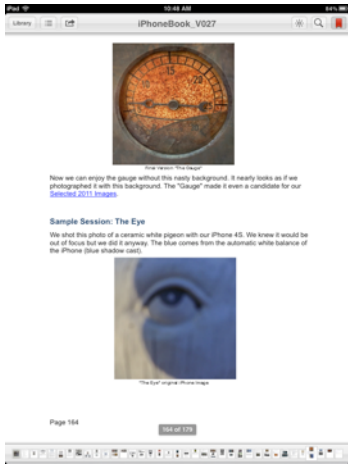 iPad
10:48 AM
84%
Library
iPhoneBook_V027
Final Version "The Gauge"
Now we can enjoy the gauge without this nasty background. It nearly looks as if we
photographed it with this background. The "Gauge" made it even a candidate for our
Selected 2011 Images.
Sample Session: The Eye
We shot this photo of a ceramic white pigeon with our iPhone 4S. We knew it would be
out of focus but we did it anyway. The blue comes from the automatic white balance of
the iPhone (blue shadow cast).
"The Eye" original iPhone image
Page 164
164 of 179